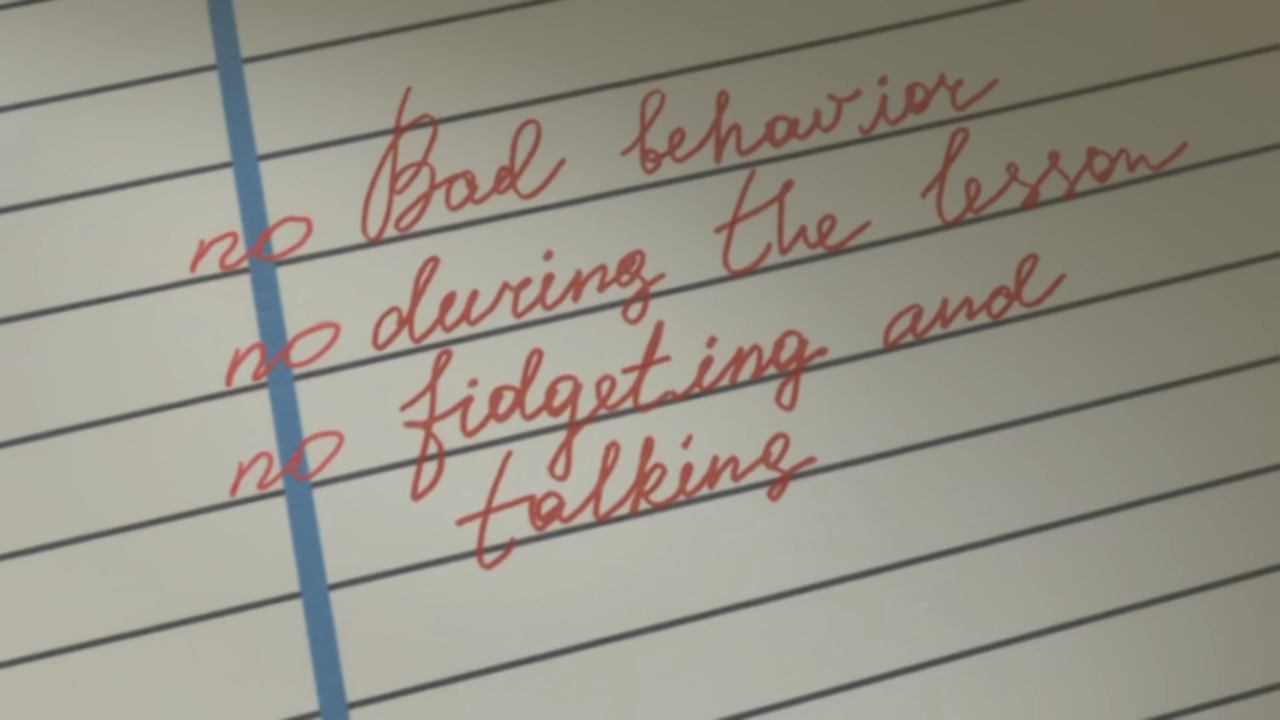 no Bad behavior
no during the lesson
no fidgeting and
talking